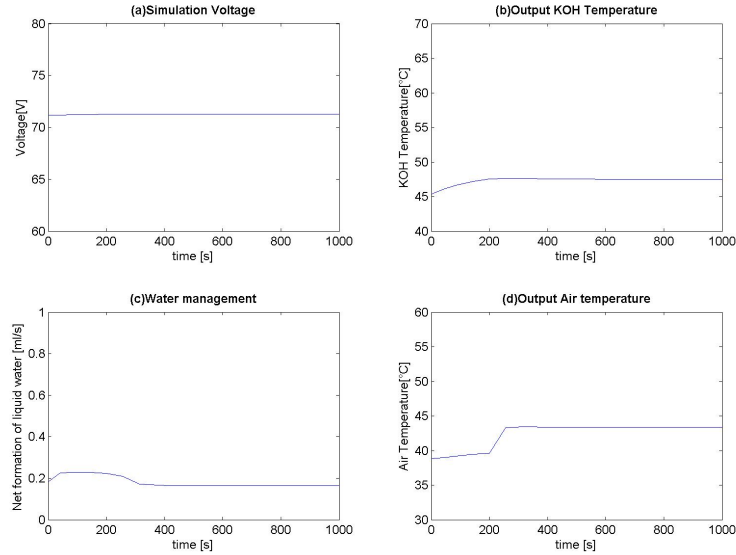 (a)Simulation Voltage
80
75
70
65
60
Voltage[V]
0 200 400 600 800 1000
time [s]
(b)Output KOH Temperature
70
65
60
55
50
45
40
KOH Temperature[°C]
0 200 400 600 800 1000
time [s]
(c)Water management
1
0.8
0.6
0.4
0.2
0
Net formation of liquid water [ml/s]
0 200 400 600 800 1000
time [s]
(d)Output Air temperature
60
55
50
45
40
35
30
Air Temperature[°C]
0 200 400 600 800 1000
time [s]